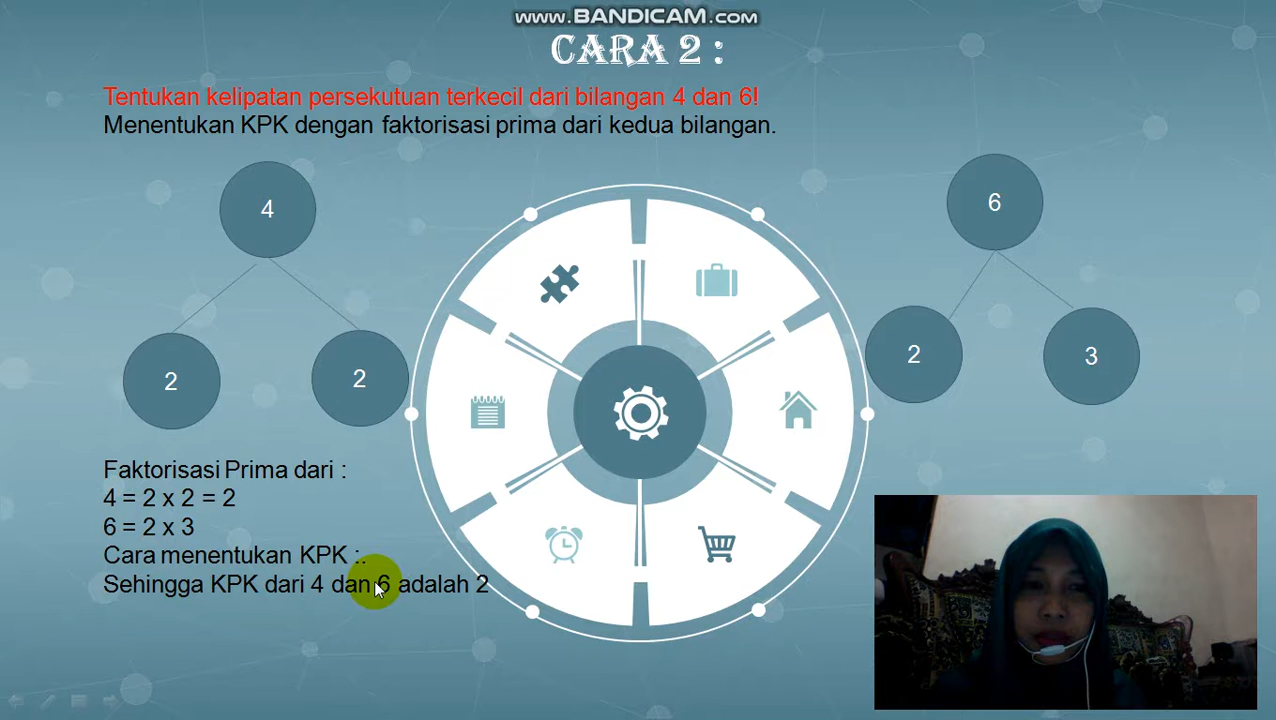 www.BANDICAM.com
CARA 2 :
Tentukan kelipatan persekutuan terkecil dari bilangan 4 dan 6!
Menentukan KPK dengan faktorisasi prima dari kedua bilangan.
4
6
2
2
2
3
Faktorisasi Prima dari :
4 = 2 x 2 = 2
6 = 2 x 3
Cara menentukan KPK :.
Sehingga KPK dari 4 dan 6 adalah 2